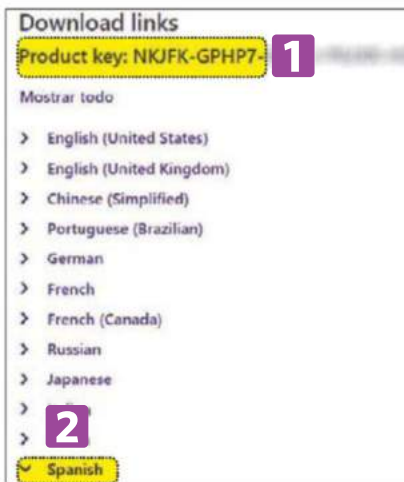 Download links
Product key: NKJFK-GPHP7-
1
Mostrar todo
> English (United States)
> English (United Kingdom)
> Chinese (Simplified)
> Portuguese (Brazilian)
> German
> French
> French (Canada)
> Russian
> Japanese
>
>
2
Spanish